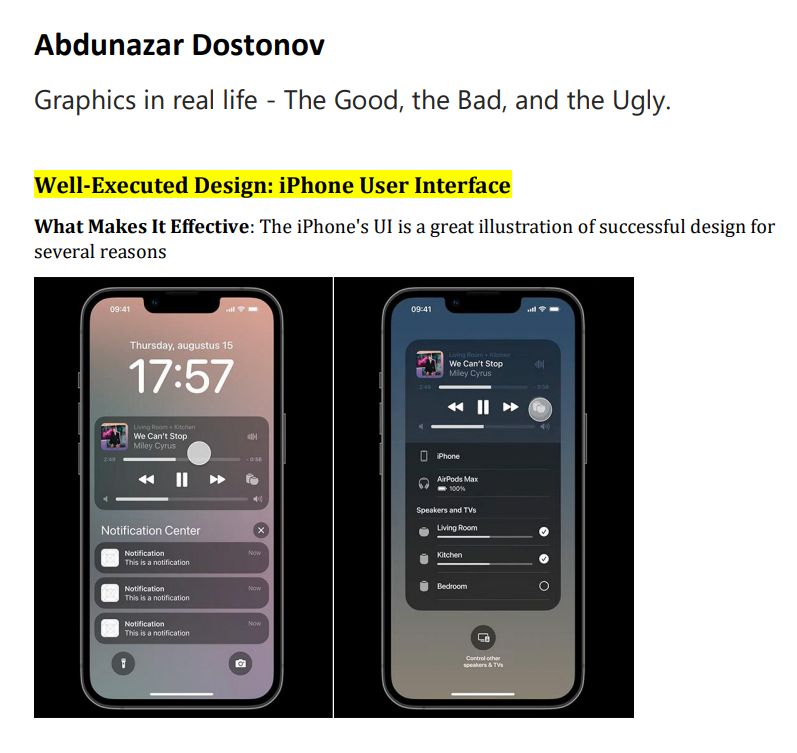 Abdunazar Dostonov
Graphics in real life - The Good, the Bad, and the Ugly.
Well-Executed Design: iPhone User Interface
What Makes It Effective: The iPhone's UI is a great illustration of successful design for
several reasons
09:41
Thursday, augustus 15
17:57
Living Room + Kitchen
We Can't Stop
Miley Cyrus
2:49 - 0:56
Notification Center
Notification Now
This is a notification
Notification Now
This is a notification
Notification Now
This is a notification
09:41
Living Room + Kitchen
We Can't Stop
Miley Cyrus
2:49 -0:56
iPhone
AirPods Max
100%
Speakers and TVs
Living Room
Kitchen
Bedroom
Control other
speakers & TVs